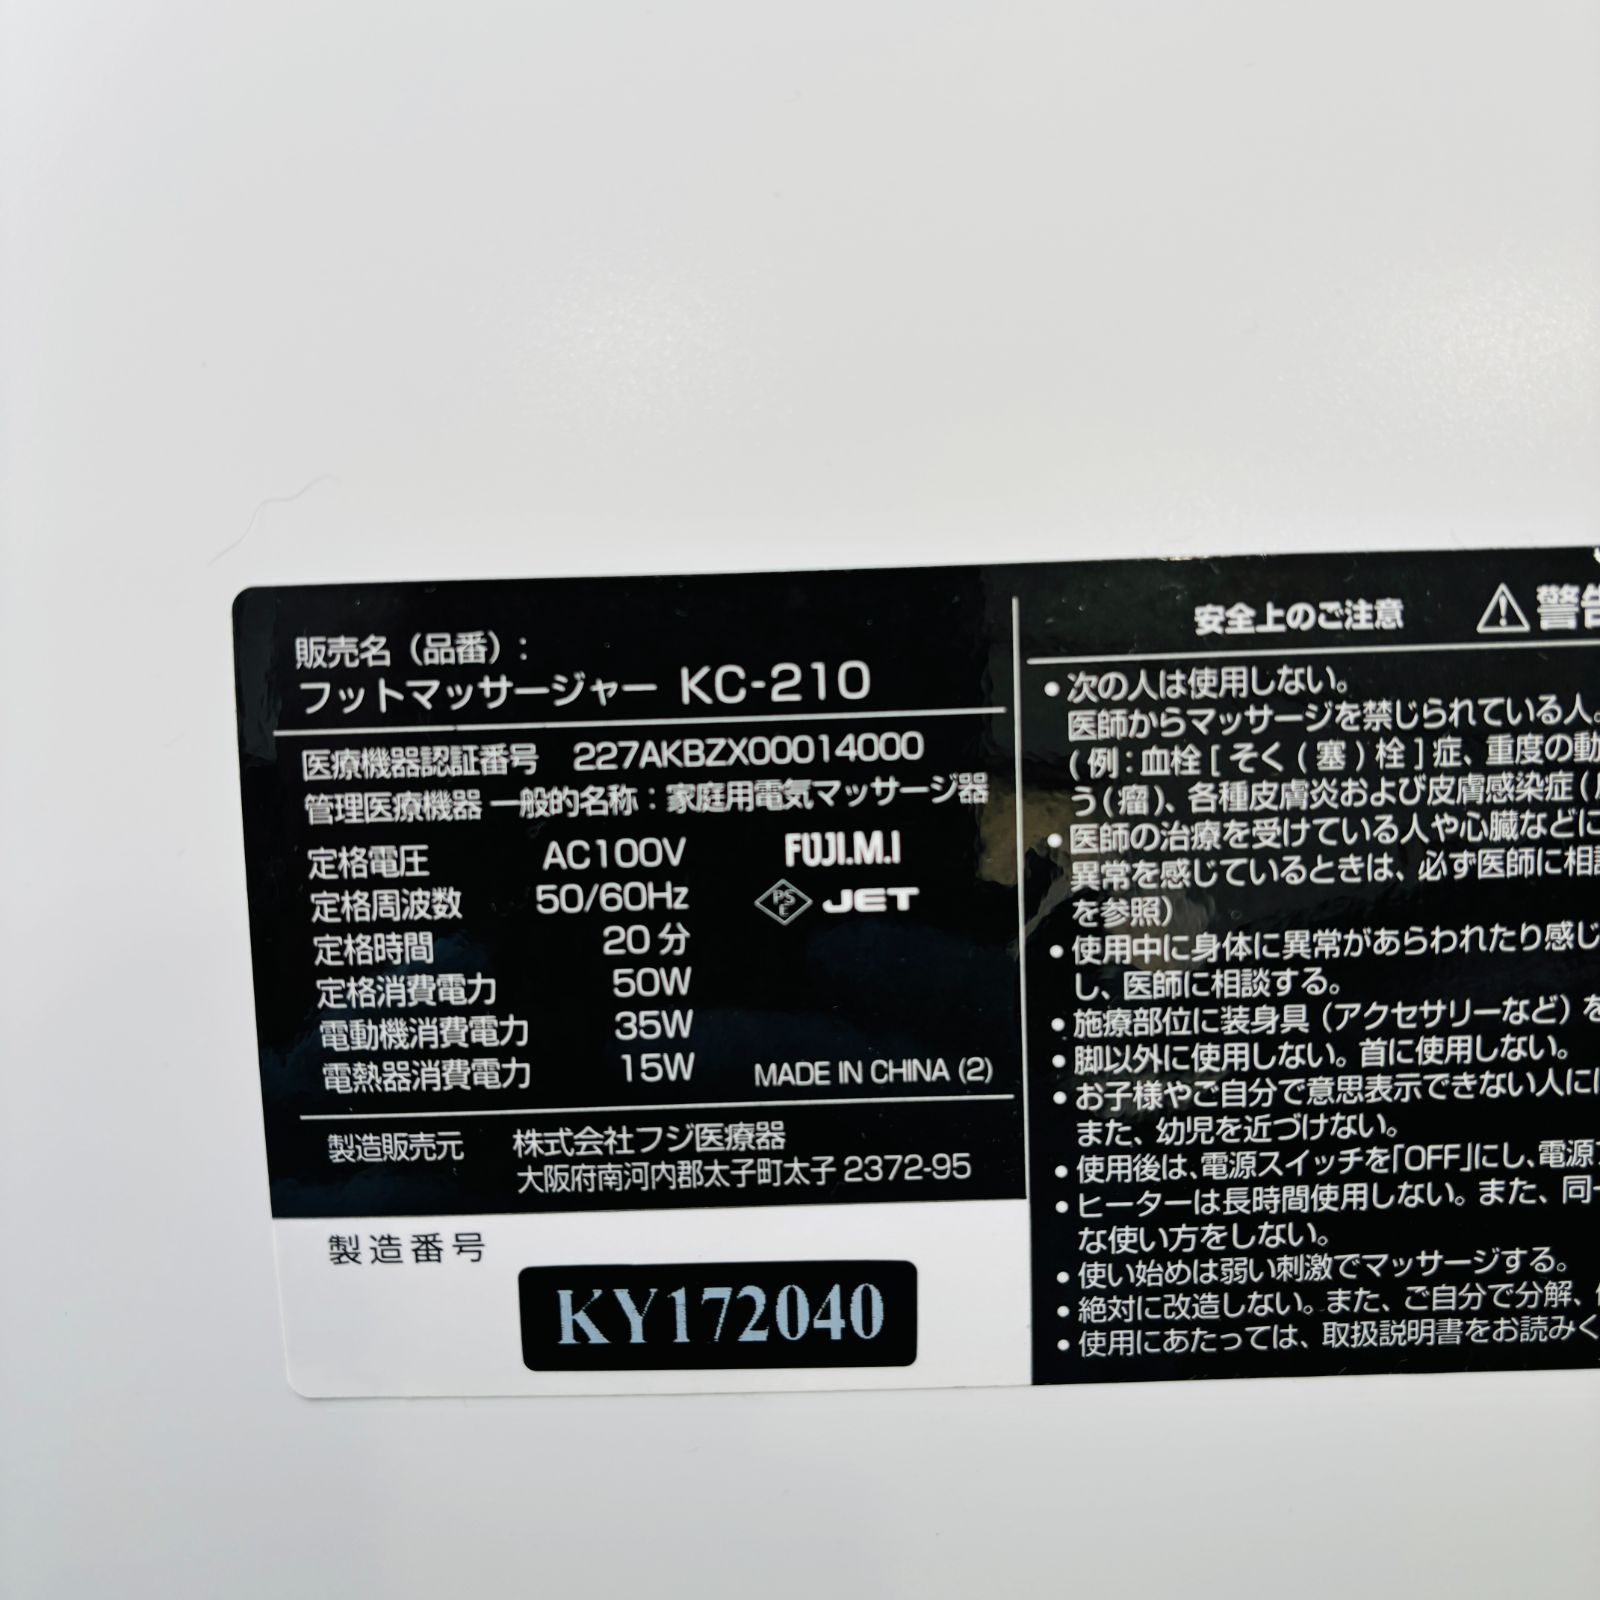 販売名（品番）：
フットマッサージャー KC-210
医療機器認証番号 227AKBZX00014000
管理医療機器 一般的名称：家庭用電気マッサージ器
定格電圧 AC100V
定格周波数 50/60Hz
定格時間 20分
定格消費電力 50W
電動機消費電力 35W
電熱器消費電力 15W
FUJI.M.I
PSE JET
MADE IN CHINA (2)
製造販売元 株式会社フジ医療器
大阪府南河内郡太子町太子2372-95
製造番号
KY172040
安全上のご注意 ⚠警告
•次の人は使用しない。
医師からマッサージを禁じられている人。
(例：血栓[そく(塞)栓]症、重度の動
う(瘤)、各種皮膚炎および皮膚感染症(
•医師の治療を受けている人や心臓などに
異常を感じているときは、必ず医師に相談
を参照)
•使用中に身体に異常があらわれたり感じ
し、医師に相談する。
•施療部位に装身具（アクセサリーなど）を
•脚以外に使用しない。首に使用しない。
•お子様やご自分で意思表示できない人には
また、幼児を近づけない。
•使用後は、電源スイッチを「OFF」にし、電源
•ヒーターは長時間使用しない。また、同一
な使い方をしない。
•使い始めは弱い刺激でマッサージする。
•絶対に改造しない。また、ご自分で分解、
•使用にあたっては、取扱説明書をお読みく